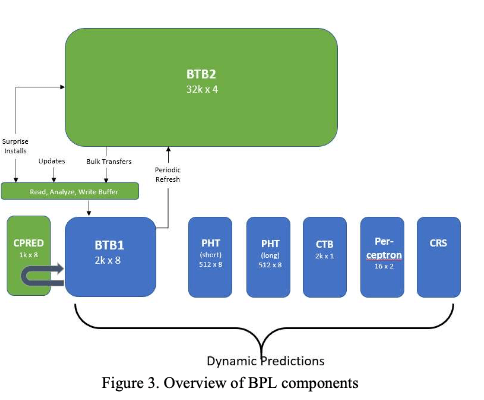 BTB2
32k x 4
Surprise
Installs
Updates
Bulk Transfers
Periodic
Refresh
Read, Analyze, Write Buffer
CPRED
1k x 8
BTB1
2k x 8
PHT
(short)
512 x 8
PHT
(long)
512 x 8
CTB
2k x 1
Per-
ceptron
16 x 2
CRS
Dynamic Predictions
Figure 3. Overview of BPL components